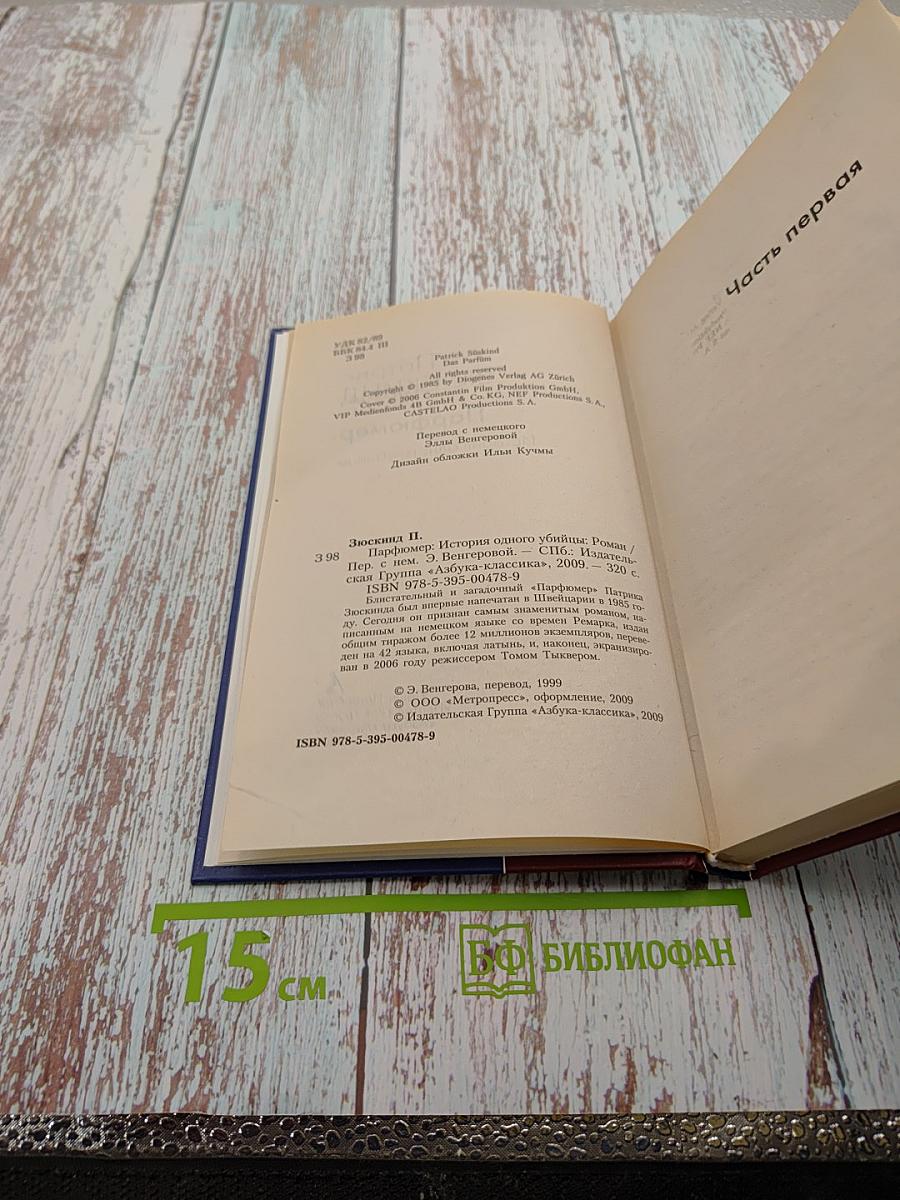 УДК 82/89
ББК 84.4 Ш
З 98
Patrick Süskind
Das Parfüm
All rights reserved
Copyright © 1985 by Diogenes Verlag AG Zürich
Cover © 2006 Constantin Film Produktion GmbH,
VIP Medienfonds 4B GmbH & Co. KG, NEF Productions S.A.,
CASTELAO Productions S. A.
Перевод с немецкого
Эллы Венгеровой
Дизайн обложки Ильи Кучмы
Зюскинд П.
З 98 Парфюмер: История одного убийцы: Роман /
Пер. с нем. Э. Венгеровой. — СПб.: Издатель-
ская Группа «Азбука-классика», 2009. — 320 с.
ISBN 978-5-395-00478-9
Блистательный и загадочный «Парфюмер» Патрика
Зюскинда был впервые напечатан в Швейцарии в 1985 го-
ду. Сегодня он признан самым знаменитым романом, на-
писанным на немецком языке со времен Ремарка, издан
общим тиражом более 12 миллионов экземпляров, переве-
ден на 42 языка, включая латынь, и, наконец, экранизиро-
ван в 2006 году режиссером Томом Тыквером.
© Э. Венгерова, перевод, 1999
© ООО «Метропресс», оформление, 2009
© Издательская Группа «Азбука-классика», 2009
ISBN 978-5-395-00478-9
Часть первая
15 см
БФ БИБЛИОФАН